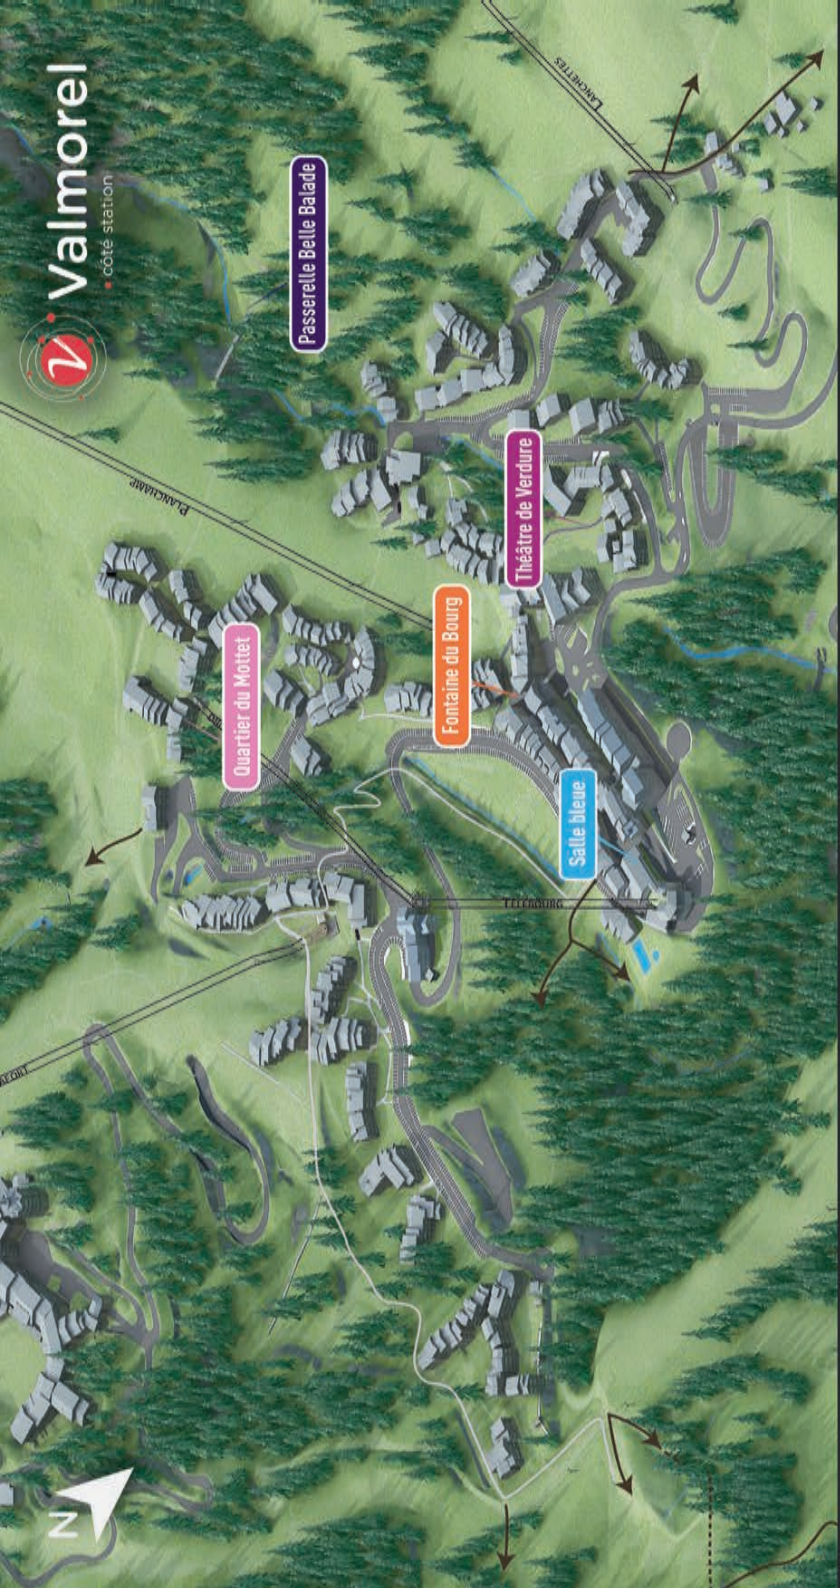 Valmorel
côté station
LANCHETTES
Passerelle Belle Balade
PLANCHAMP
Théâtre de Verdure
Fontaine du Bourg
Quartier du Mottet
Salle bleue
TÉLÉBOURG
N